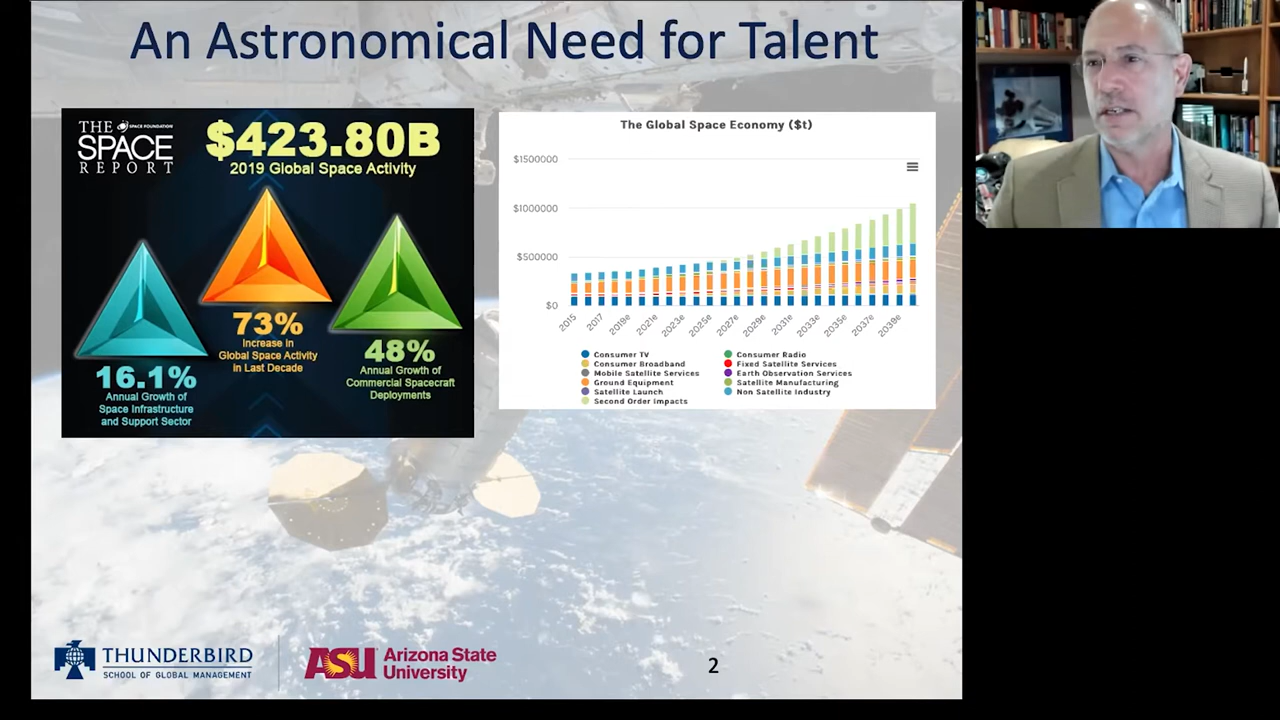 An Astronomical Need for Talent
THE
SPACE FOUNDATION
SPACE
REPORT
$423.80B
2019 Global Space Activity
73%
Increase in
Global Space Activity
in Last Decade
16.1%
Annual Growth of
Space Infrastructure
and Support Sector
48%
Annual Growth of
Commercial Spacecraft
Deployments
The Global Space Economy ($t)
$1500000
$1000000
$500000
$0
2015
2017
2019e
2021e
2023e
2025e
2027e
2029e
2031e
2033e
2035e
2037e
2039e
Consumer TV
Consumer Broadband
Mobile Satellite Services
Ground Equipment
Satellite Launch
Second Order Impacts
Consumer Radio
Fixed Satellite Services
Earth Observation Services
Satellite Manufacturing
Non Satellite Industry
THUNDERBIRD
SCHOOL OF GLOBAL MANAGEMENT
ASU Arizona State
University
2